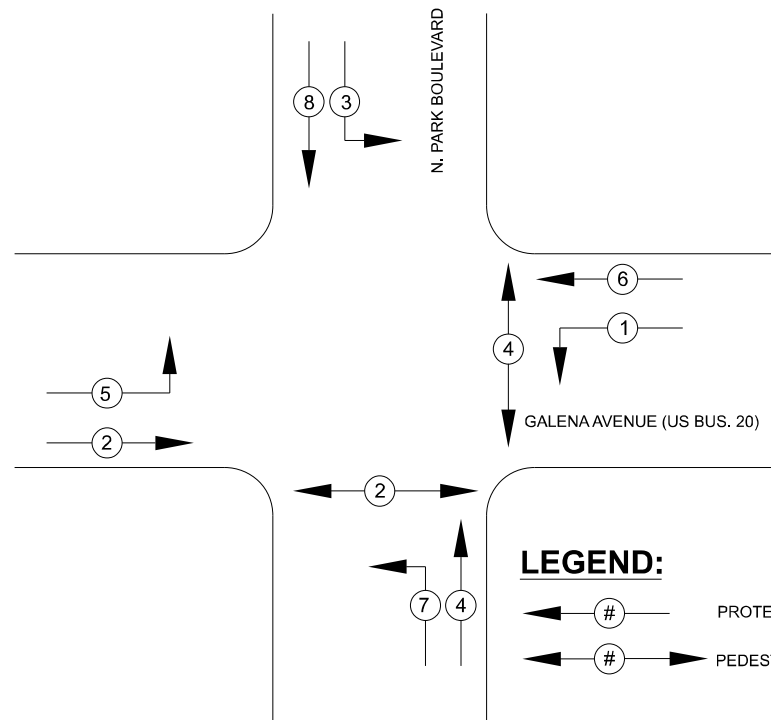 N. PARK BOULEVARD
8
3
6
1
4
5
2
GALENA AVENUE (US BUS. 20)
2
7
4
LEGEND:
# PROTE
# PEDEST